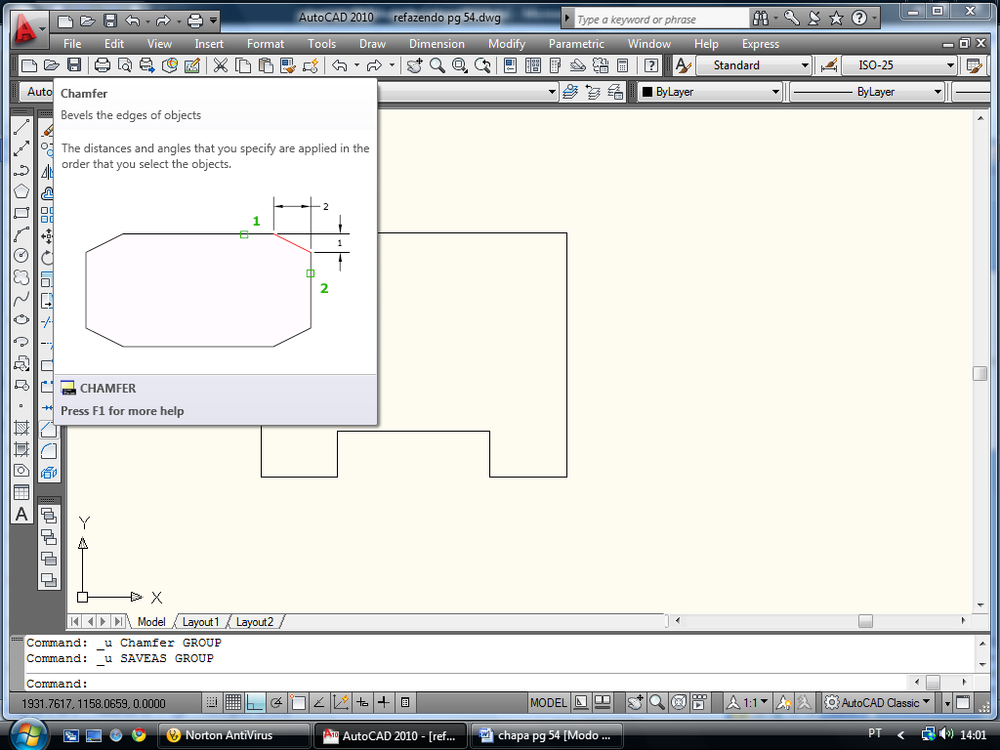 AutoCAD 2010 refazendo pg 54.dwg
Type a keyword or phrase
File Edit View Insert Format Tools Draw Dimension Modify Parametric Window Help Express
Standard
ISO-25
Auto
ByLayer
ByLayer
Chamfer
Bevels the edges of objects
The distances and angles that you specify are applied in the
order that you select the objects.
2
1
1
2
CHAMFER
Press F1 for more help
A
Y
X
Model Layout1 Layout2
Command: _u Chamfer GROUP
Command: _u SAVEAS GROUP
Command:
1931.7617, 1158.0659, 0.0000
MODEL
1:1
AutoCAD Classic
Norton AntiVirus
AutoCAD 2010 - [ref...
chapa pg 54 [Modo ...
PT
14:01